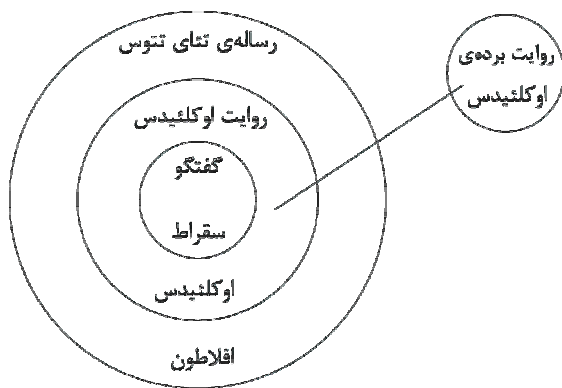 رساله‌ی تئای تتوس
روایت اوکلئیدس
گفتگو
سقراط
اوکلئیدس
افلاطون
روایت برده‌ی
اوکلئیدس